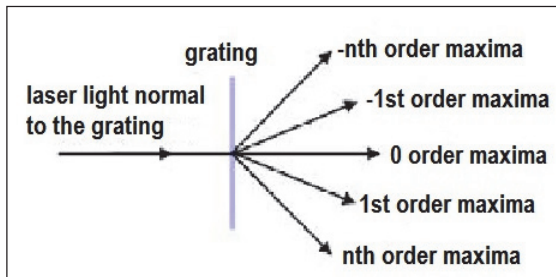 grating
-nth order maxima
laser light normal
to the grating
-1st order maxima
0 order maxima
1st order maxima
nth order maxima